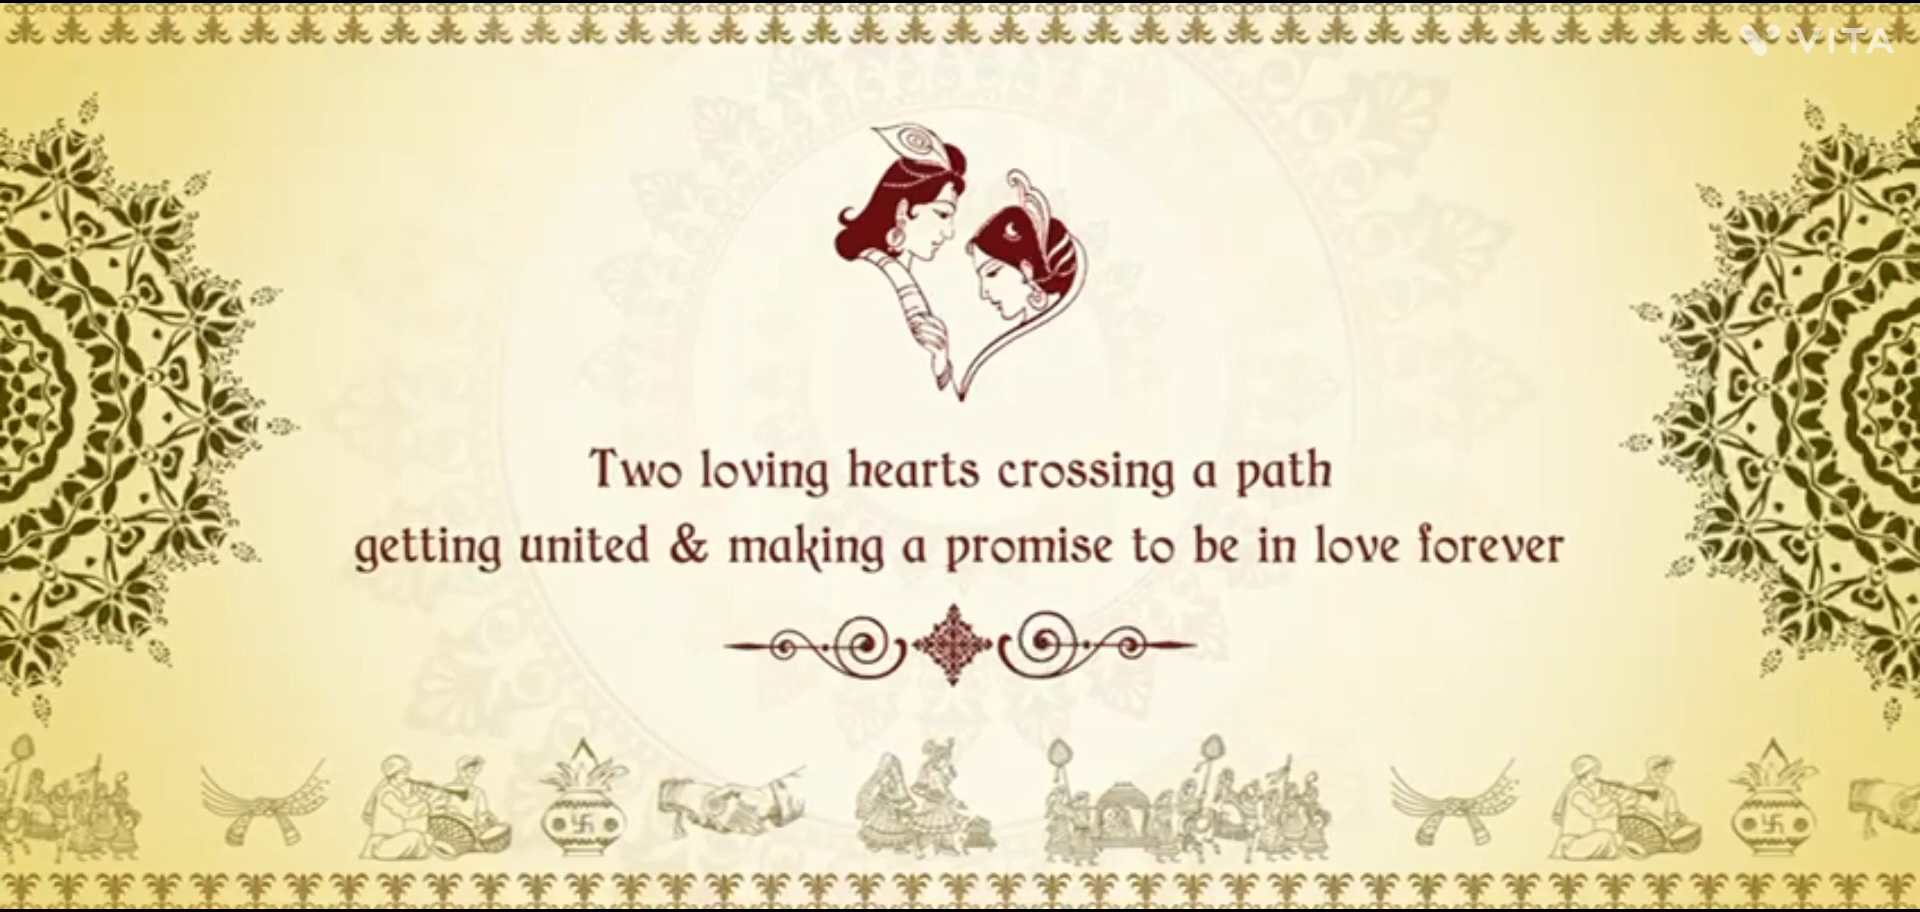 VITA
Two loving hearts crossing a path
getting united & making a promise to be in love forever